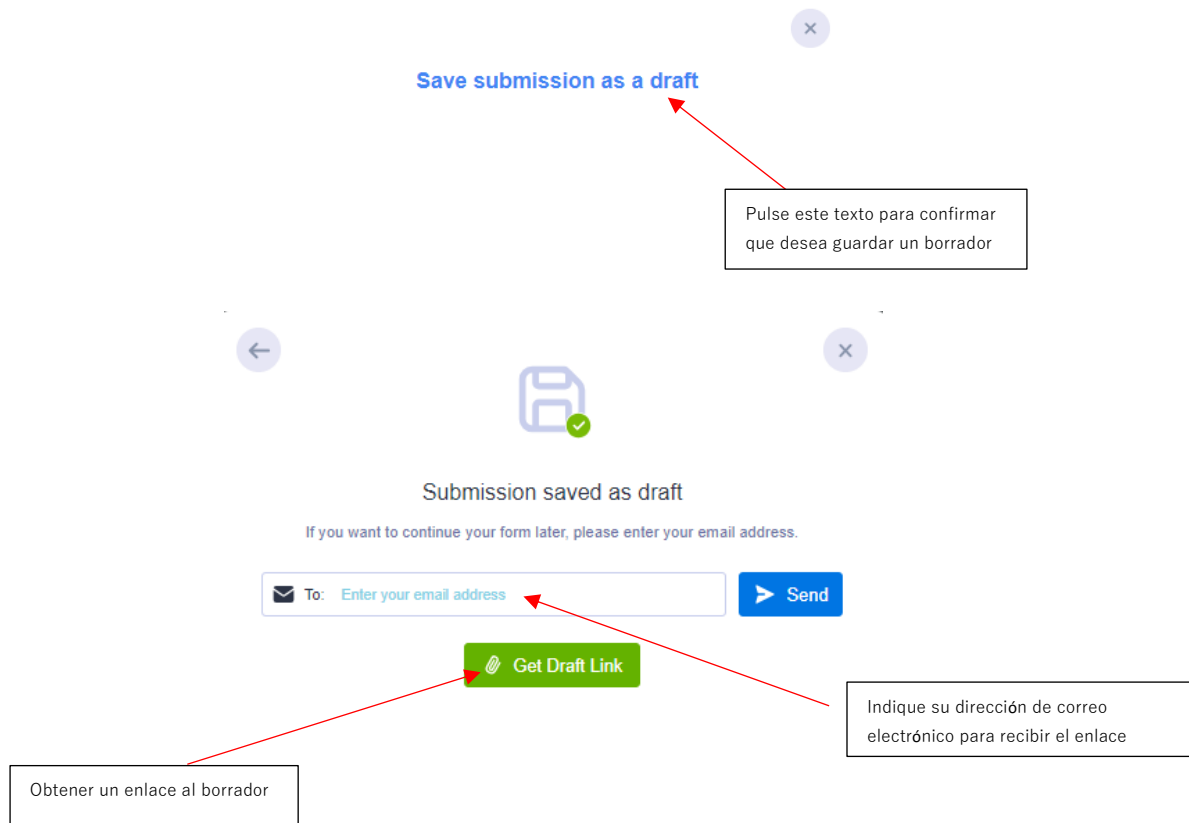 Save submission as a draft
Pulse este texto para confirmar
que desea guardar un borrador
Submission saved as draft
If you want to continue your form later, please enter your email address.
To: Enter your email address
Send
Get Draft Link
Indique su dirección de correo
electrónico para recibir el enlace
Obtener un enlace al borrador